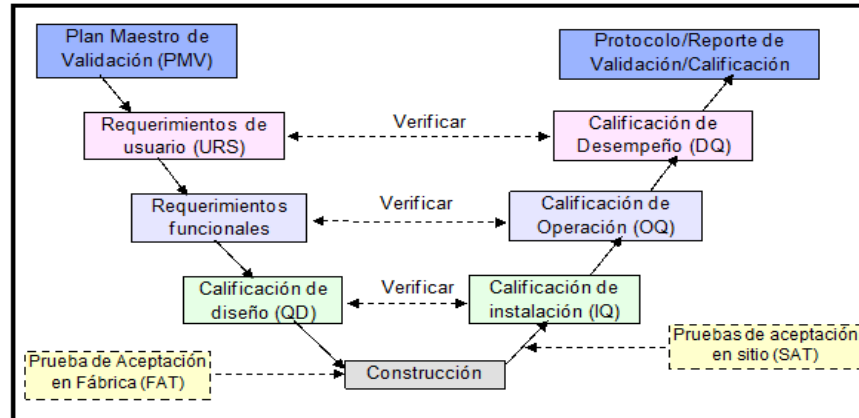 Plan Maestro de
Validación (PMV)
Protocolo/Reporte de
Validación/Calificación
Requerimientos de
usuario (URS)
Verificar
Calificación de
Desempeño (DQ)
Requerimientos
funcionales
Verificar
Calificación de
Operación (OQ)
Calificación de
diseño (QD)
Verificar
Calificación de
instalación (IQ)
Prueba de Aceptación
en Fábrica (FAT)
Construcción
Pruebas de aceptación
en sitio (SAT)